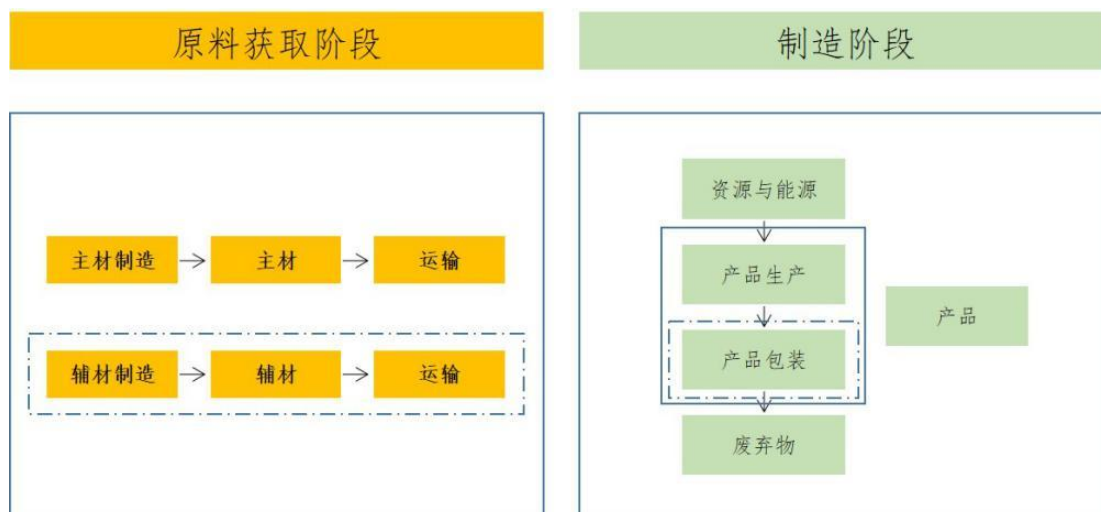 原料获取阶段
制造阶段
主材制造
主材
运输
辅材制造
辅材
运输
资源与能源
产品生产
产品包装
废弃物
产品